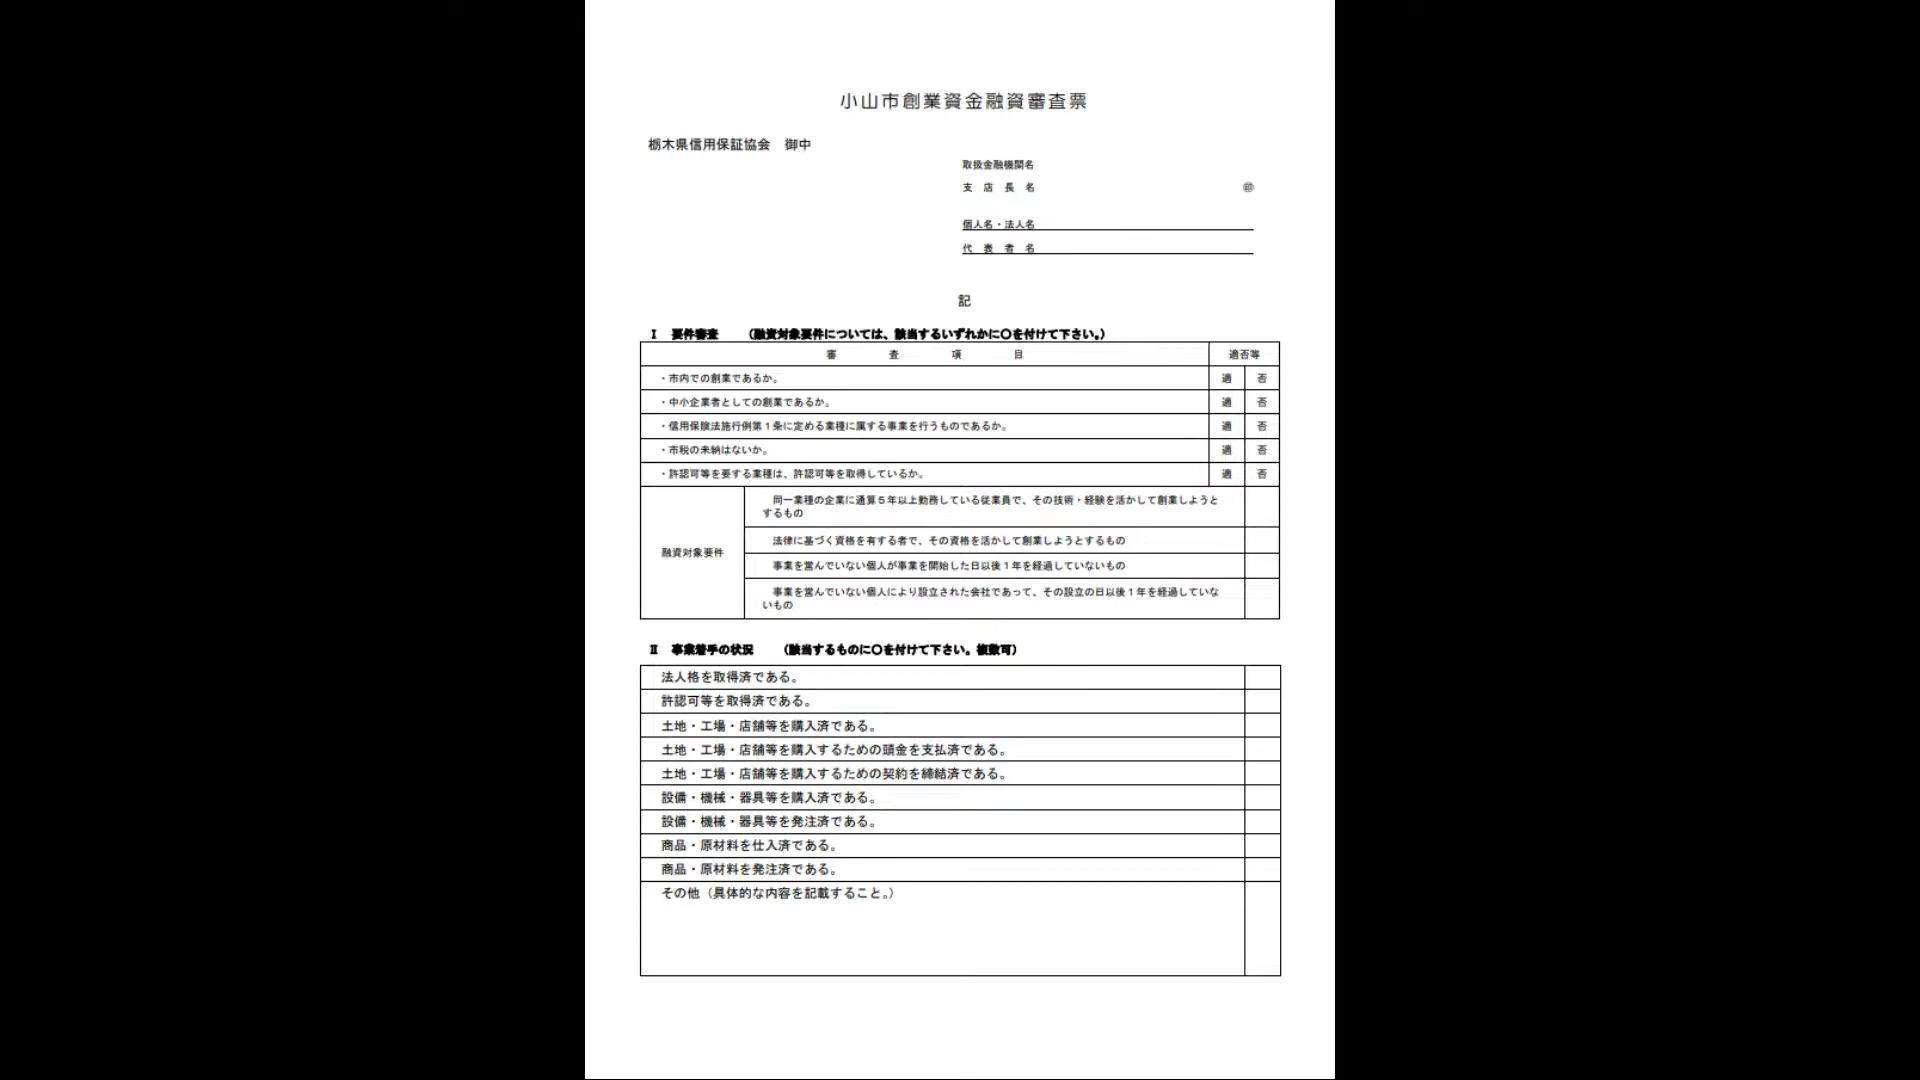 小山市創業資金融資審査票
栃木県信用保証協会　御中
取扱金融機関名
支　店　長　名　㊞
個人名・法人名
代　表　者　名
記
Ⅰ　要件審査　（融資対象要件については、該当するいずれかに〇を付けて下さい。）
審　査　項　目　適否等
・市内での創業であるか。　適　否
・中小企業者としての創業であるか。　適　否
・信用保険法施行例第１条に定める業種に属する事業を行うものであるか。　適　否
・市税の未納はないか。　適　否
・許認可等を要する業種は、許認可等を取得しているか。　適　否
融資対象要件
同一業種の企業に通算５年以上勤務している従業員で、その技術・経験を活かして創業しようと
するもの
法律に基づく資格を有する者で、その資格を活かして創業しようとするもの
事業を営んでいない個人が事業を開始した日以後１年を経過していないもの
事業を営んでいない個人により設立された会社であって、その設立の日以後１年を経過していな
いもの
Ⅱ　事業着手の状況　（該当するものに〇を付けて下さい。複数可）
法人格を取得済である。
許認可等を取得済である。
土地・工場・店舗等を購入済である。
土地・工場・店舗等を購入するための頭金を支払済である。
土地・工場・店舗等を購入するための契約を締結済である。
設備・機械・器具等を購入済である。
設備・機械・器具等を発注済である。
商品・原材料を仕入済である。
商品・原材料を発注済である。
その他（具体的な内容を記載すること。）